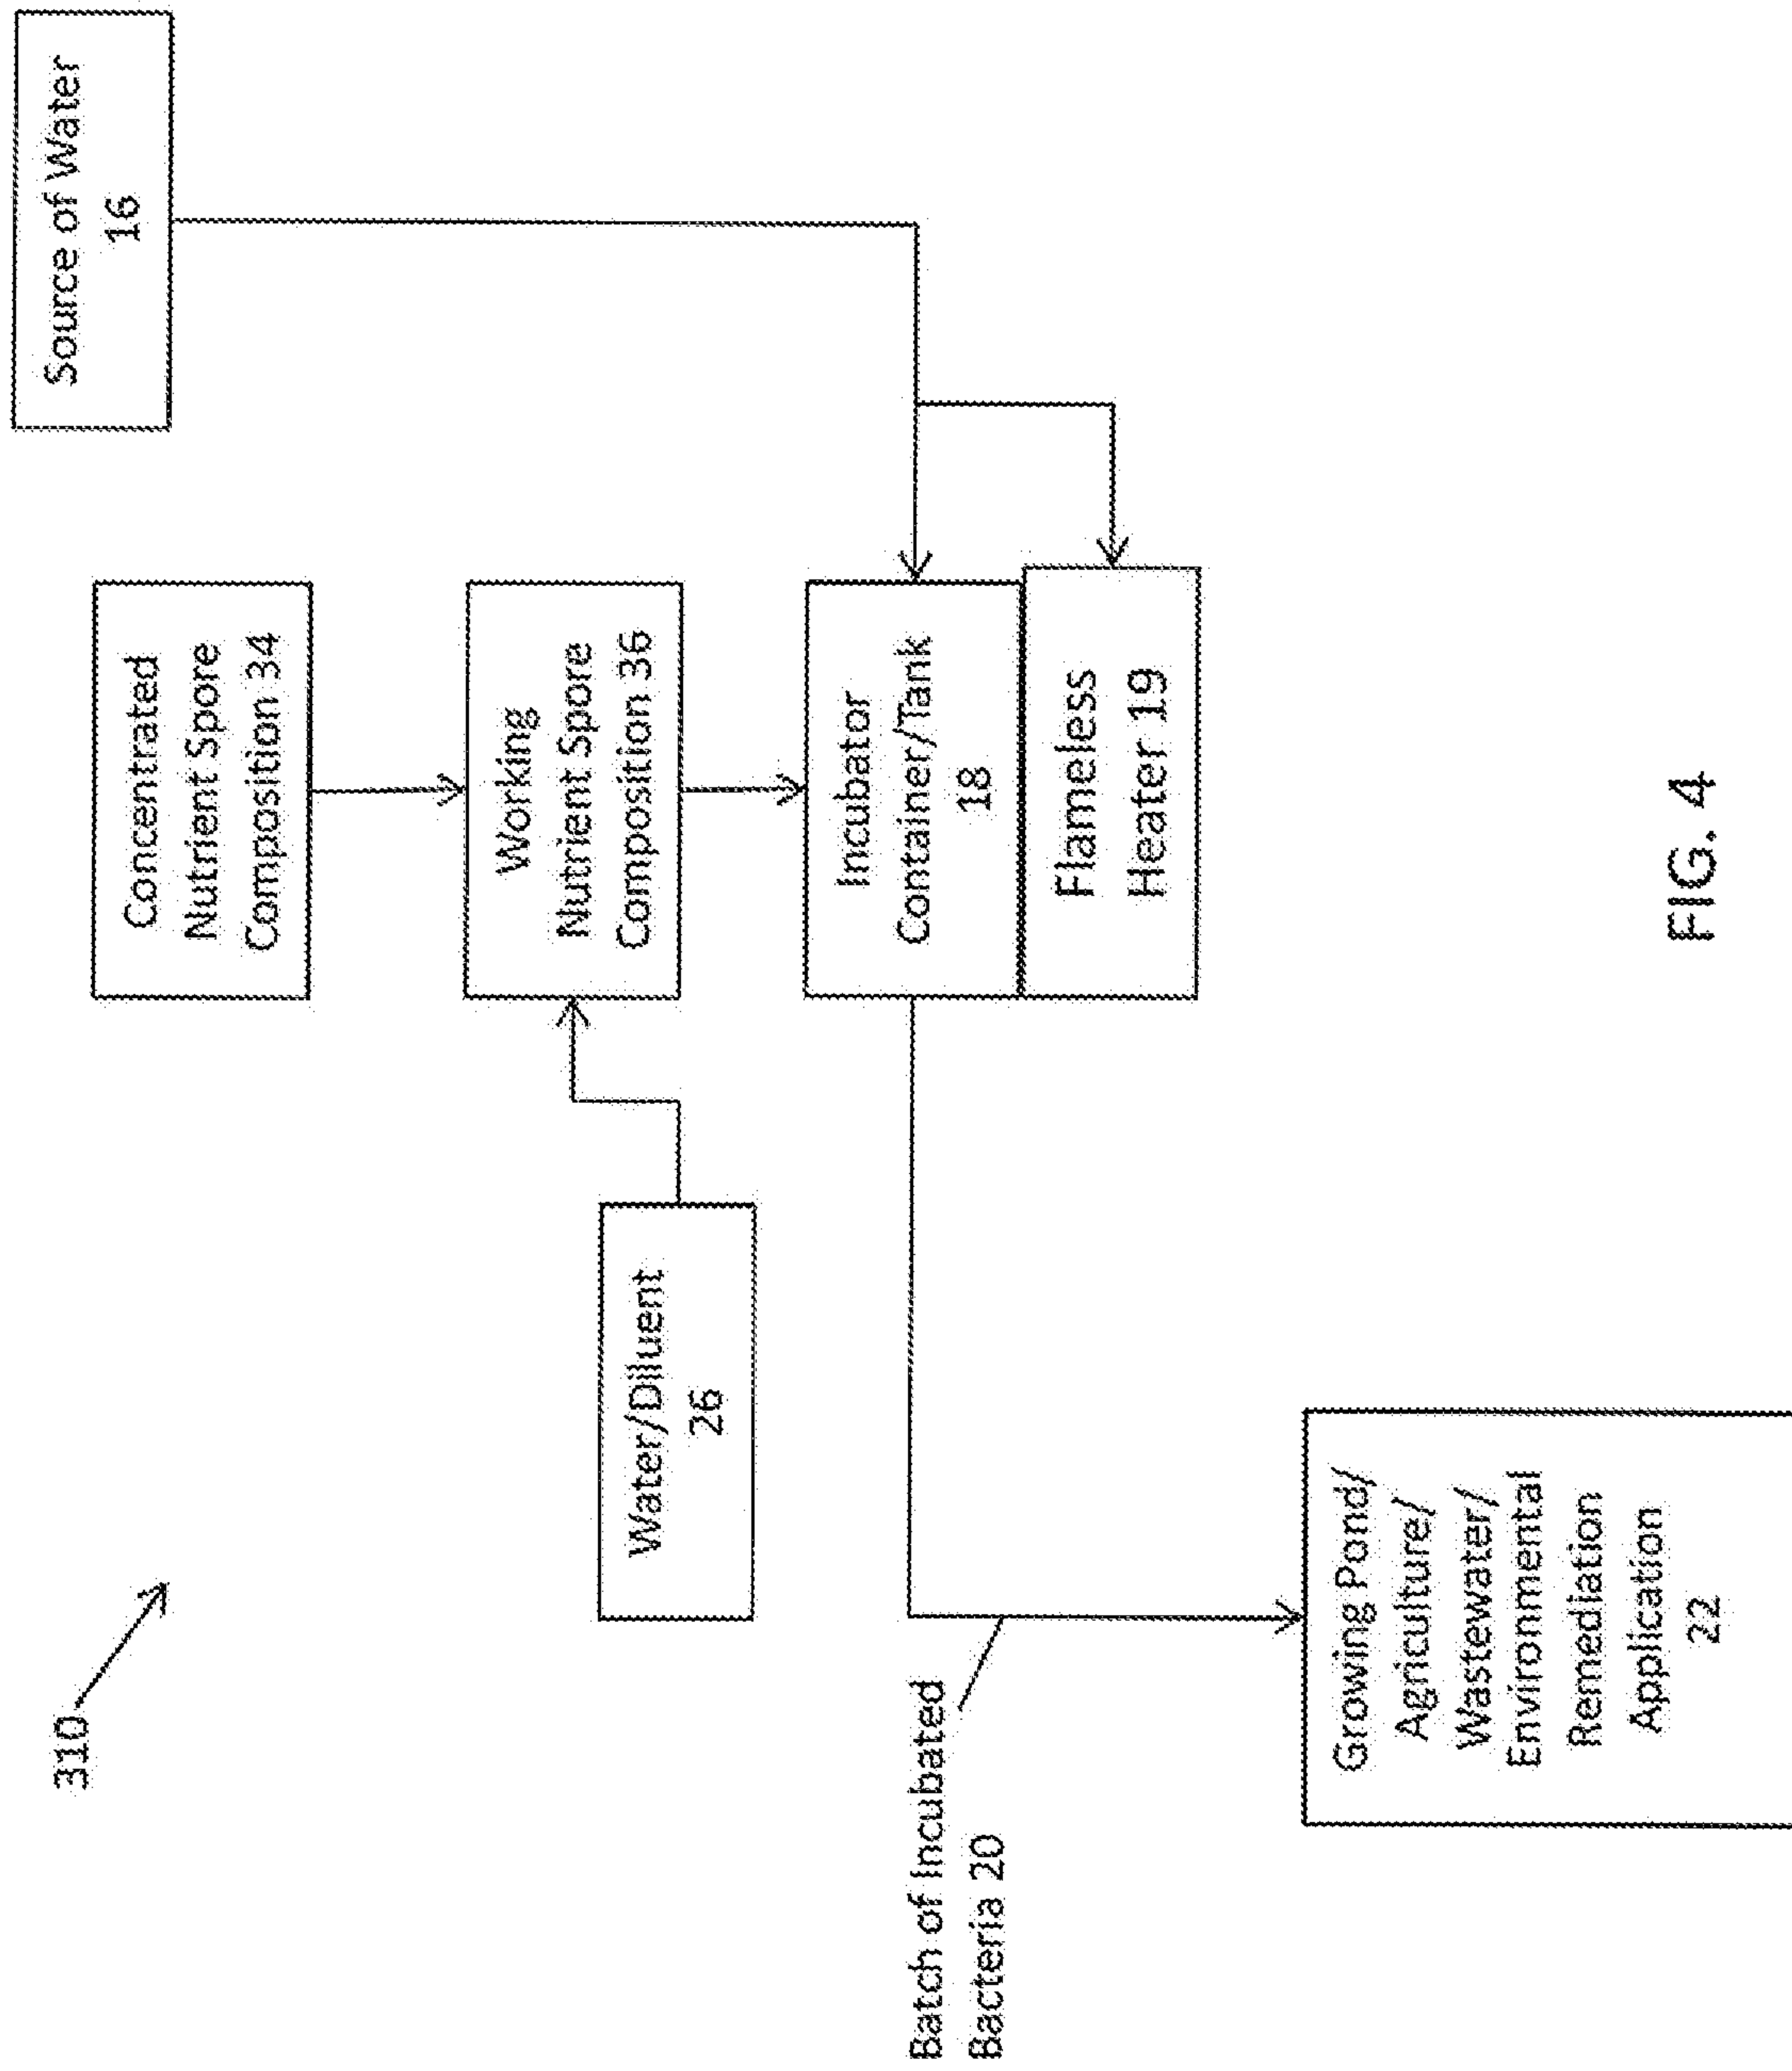 310
Source of Water
16
Concentrated
Nutrient Spore
Composition 34
Working
Nutrient Spore
Composition 36
Water/Diluent
26
Incubator
Container/Tank
18
Flameless
Heater 19
Batch of Incubated
Bacteria 20
Growing Pond/
Agriculture/
Wastewater/
Environmental
Remediation
Application
22
FIG. 4